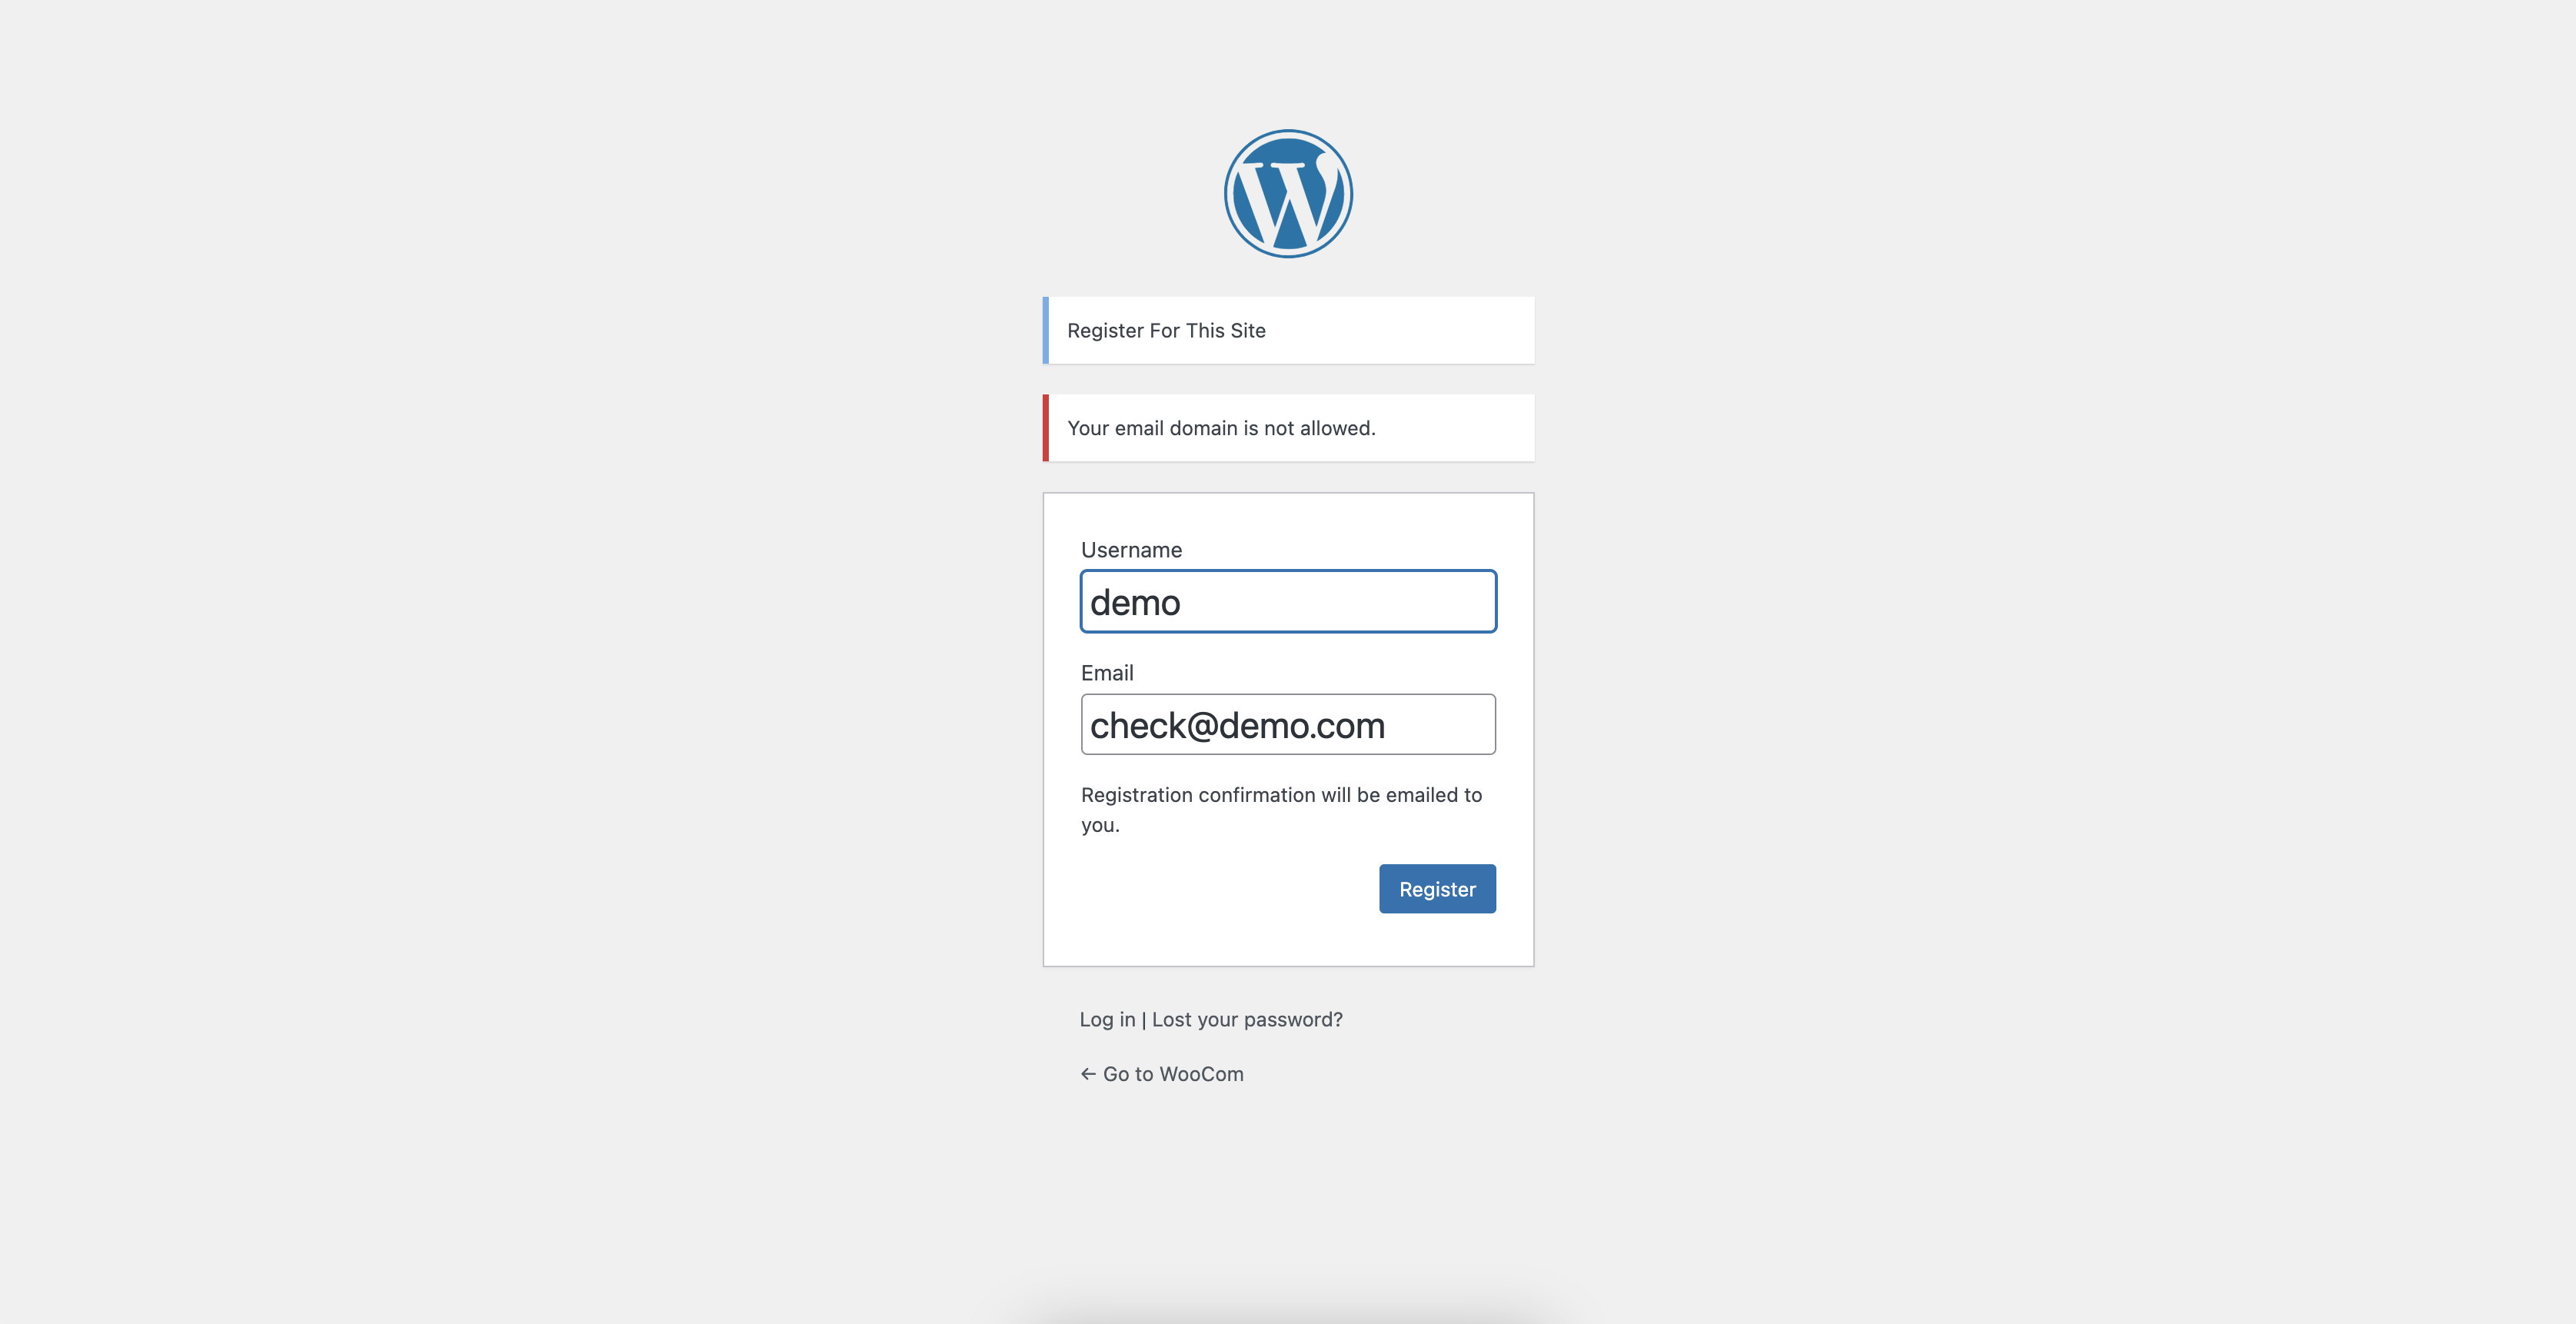 Register For This Site
Your email domain is not allowed.
Username
demo
Email
check@demo.com
Registration confirmation will be emailed to
you.
Register
Log in | Lost your password?
← Go to WooCom